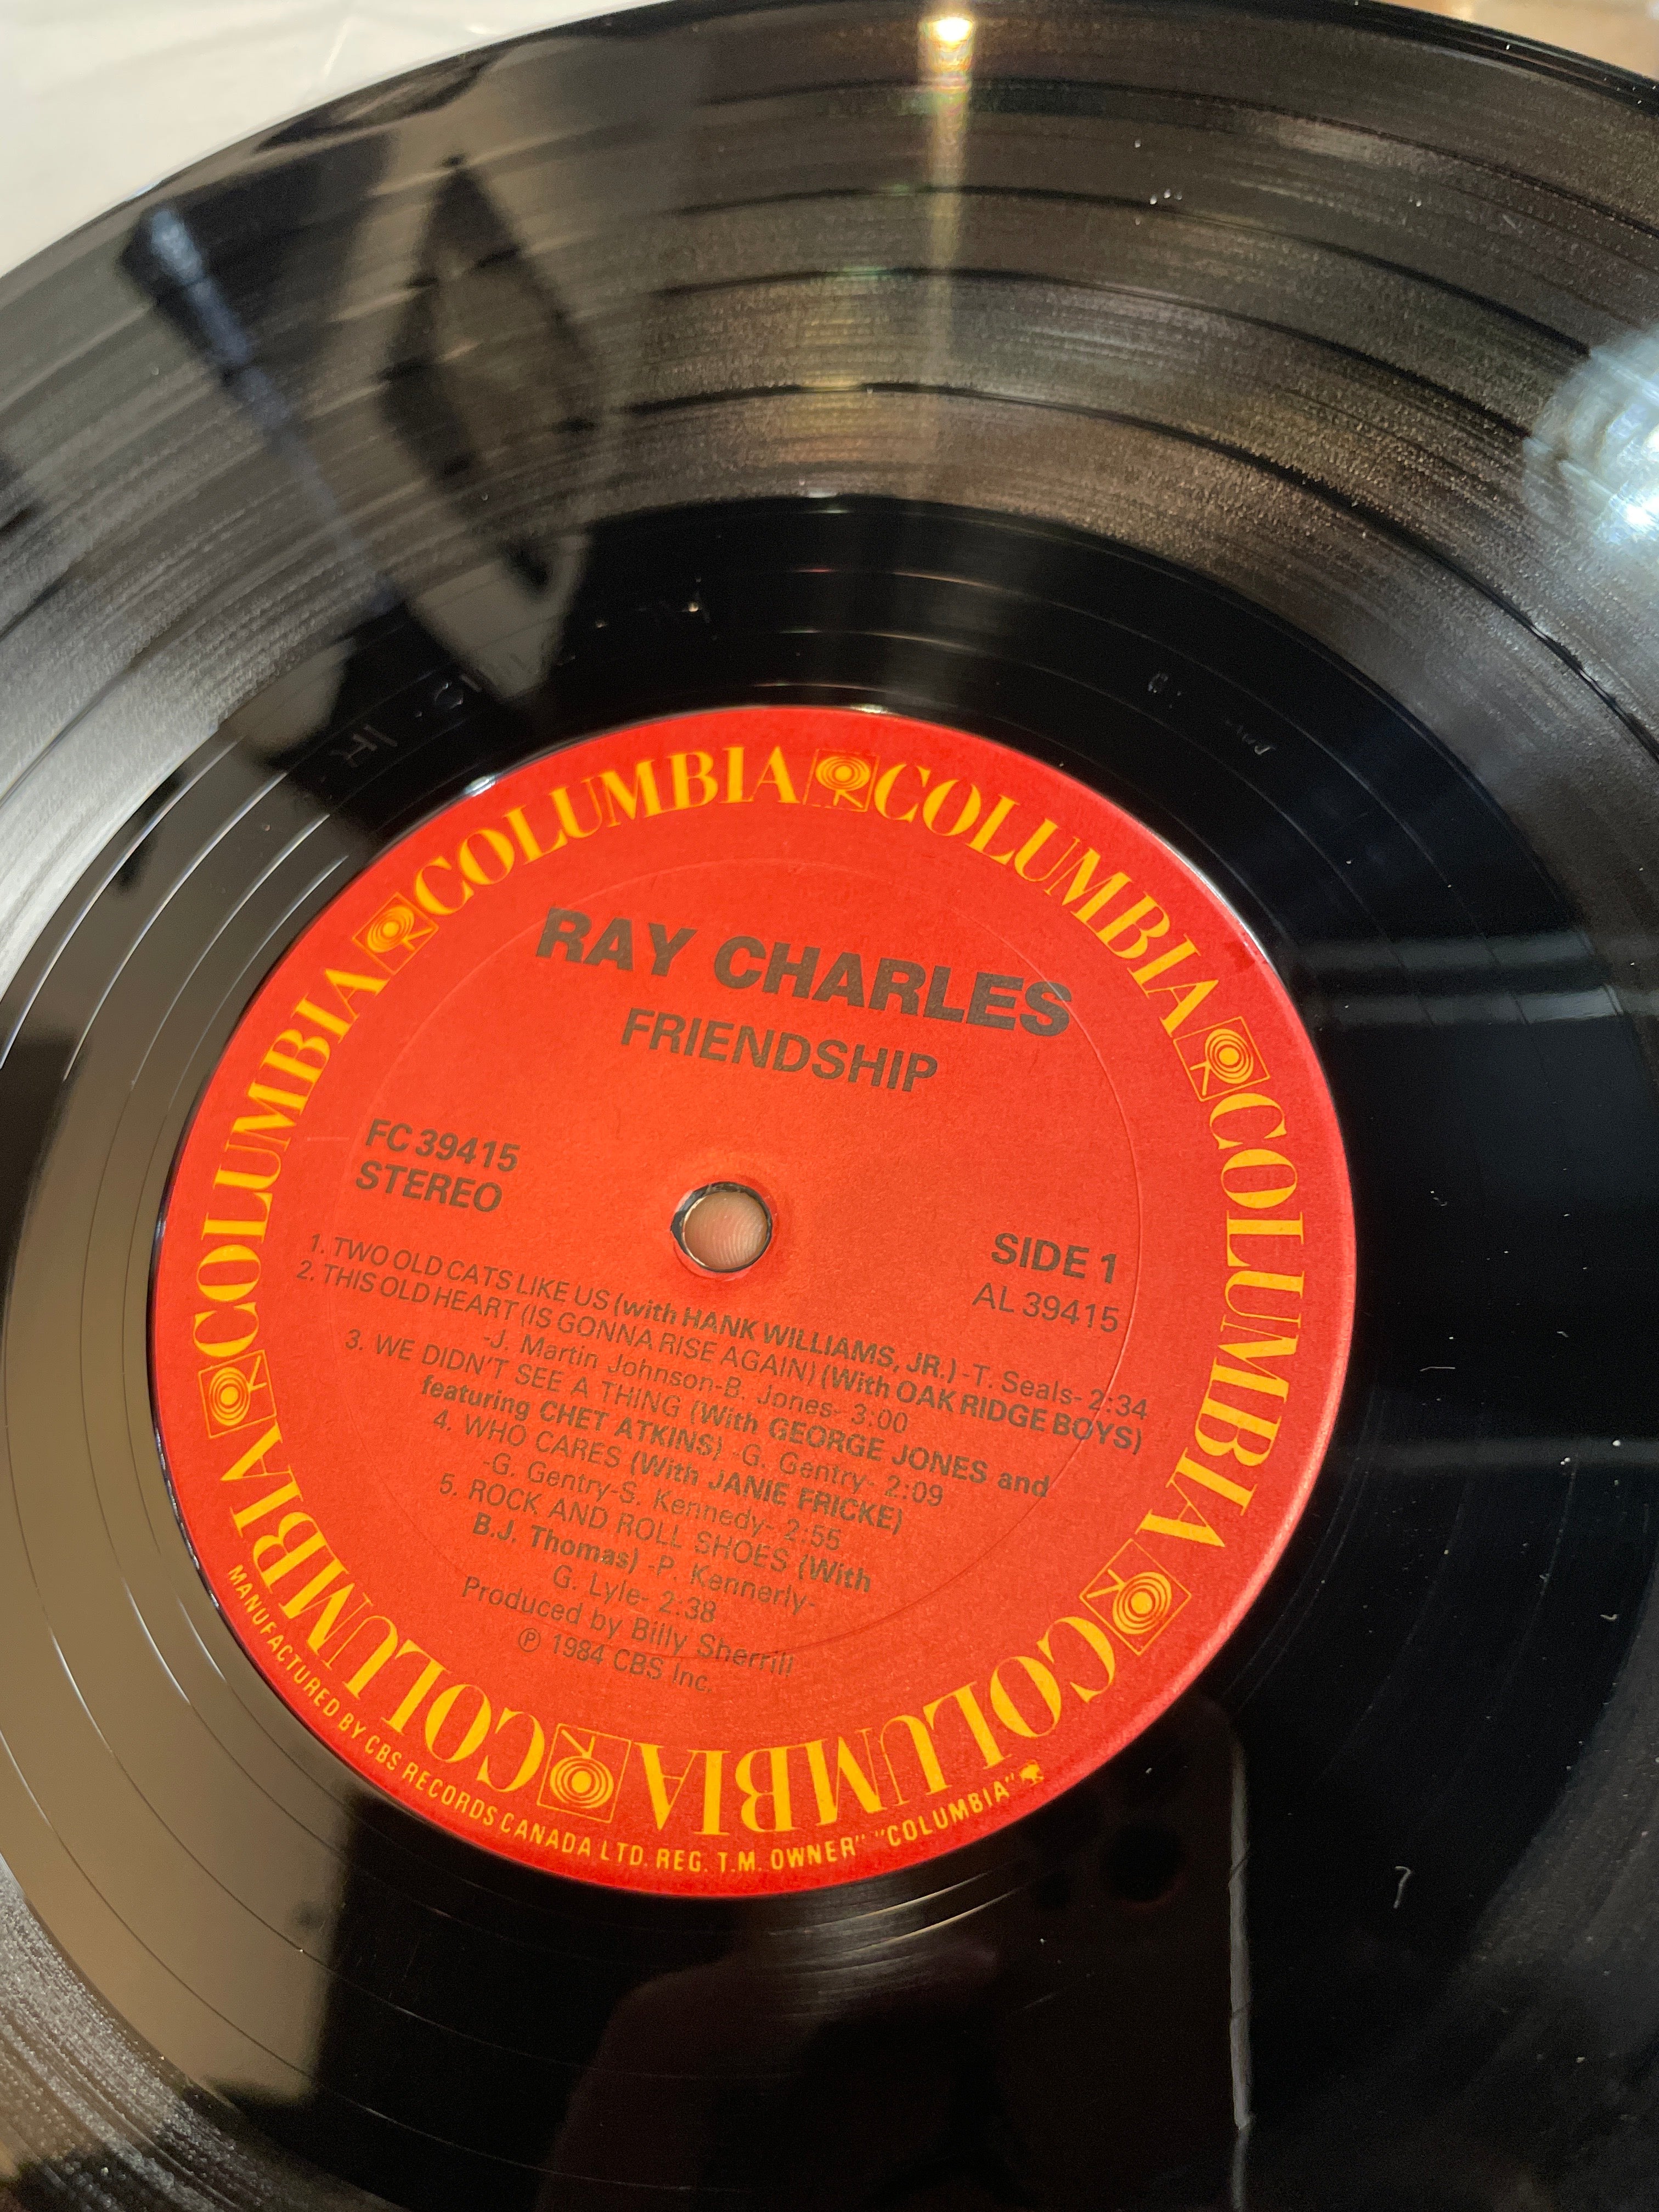 COLUMBIA COLUMBIA COLUMBIA COLUMBIA COLUMBIA COLUMBIA
RAY CHARLES
FRIENDSHIP
FC 39415
STEREO
SIDE 1
AL 39415
1. TWO OLD CATS LIKE US (with HANK WILLIAMS, JR.) -T. Seals- 2:34
2. THIS OLD HEART (IS GONNA RISE AGAIN) (With OAK RIDGE BOYS)
-J. Martin Johnson-B. Jones- 3:00
3. WE DIDN'T SEE A THING (With GEORGE JONES and
featuring CHET ATKINS) -G. Gentry- 2:09
4. WHO CARES (With JANIE FRICKE)
-G. Gentry-S. Kennedy- 2:55
5. ROCK AND ROLL SHOES (With
B.J. Thomas) -P. Kennerly-
G. Lyle- 2:38
Produced by Billy Sherrill
℗ 1984 CBS Inc.
MANUFACTURED BY CBS RECORDS CANADA LTD. REG. T.M. OWNER" "COLUMBIA"